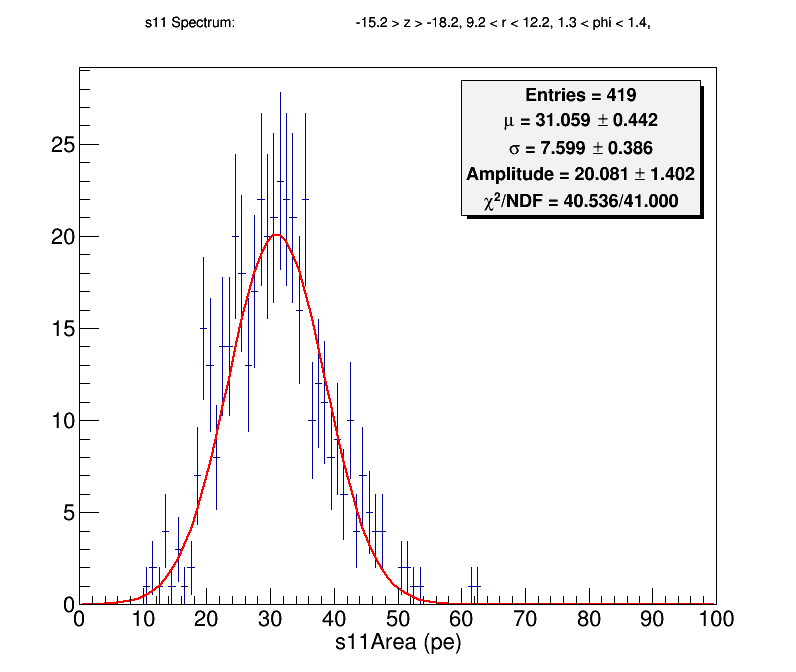 s11 Spectrum: -15.2 > z > -18.2, 9.2 < r < 12.2, 1.3 < phi < 1.4,
Entries = 419
μ = 31.059 ± 0.442
σ = 7.599 ± 0.386
Amplitude = 20.081 ± 1.402
χ²/NDF = 40.536/41.000
25
20
15
10
5
0
0 10 20 30 40 50 60 70 80 90 100
s11Area (pe)